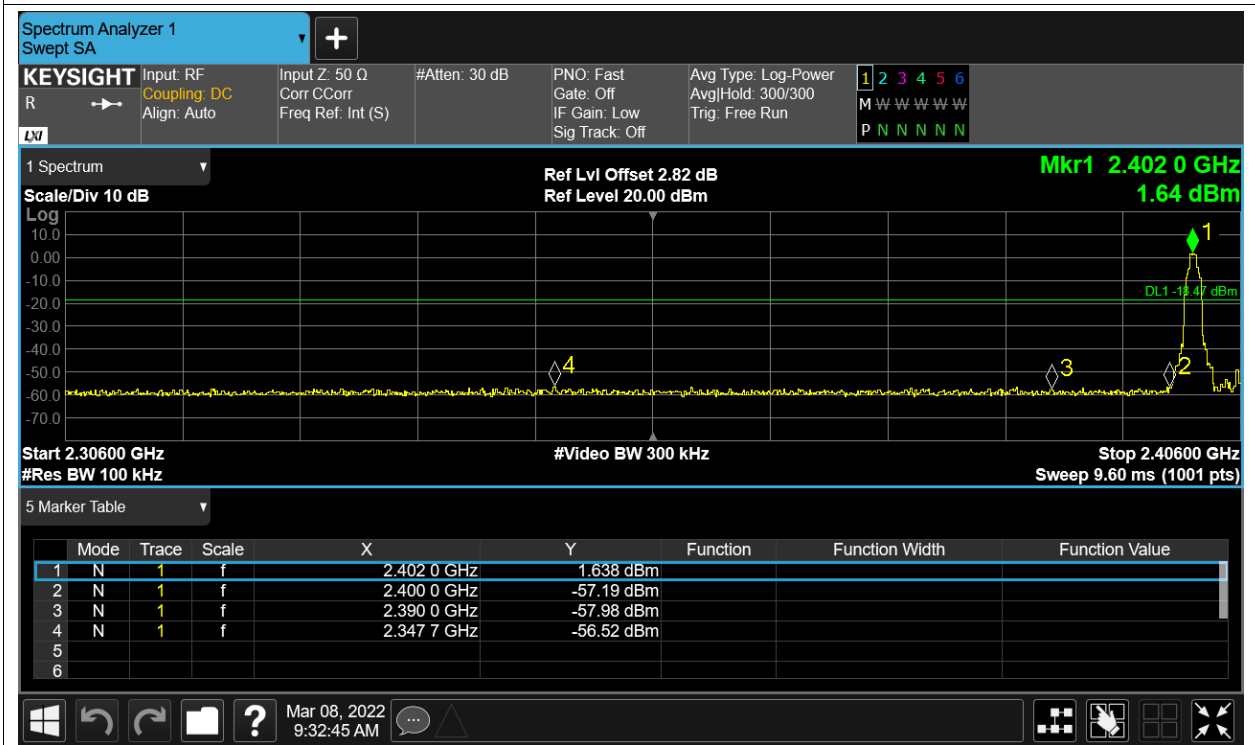 Spectrum Analyzer 1
Swept SA
KEYSIGHT
R
LXI
Input: RF
Coupling: DC
Align: Auto
Input Z: 50 Ω
Corr CCorr
Freq Ref: Int (S)
#Atten: 30 dB
PNO: Fast
Gate: Off
IF Gain: Low
Sig Track: Off
Avg Type: Log-Power
Avg|Hold: 300/300
Trig: Free Run
1 2 3 4 5 6
M W W W W W
P N N N N N
1 Spectrum
Scale/Div 10 dB
Ref Lvl Offset 2.82 dB
Ref Level 20.00 dBm
Mkr1 2.402 0 GHz
1.64 dBm
Log
10.0
0.00
-10.0
-20.0
-30.0
-40.0
-50.0
-60.0
-70.0
1
DL1 -18.47 dBm
4
3
2
Start 2.30600 GHz
#Res BW 100 kHz
#Video BW 300 kHz
Stop 2.40600 GHz
Sweep 9.60 ms (1001 pts)
5 Marker Table
Mode Trace Scale X Y Function Function Width Function Value
1 N 1 f 2.402 0 GHz 1.638 dBm
2 N 1 f 2.400 0 GHz -57.19 dBm
3 N 1 f 2.390 0 GHz -57.98 dBm
4 N 1 f 2.347 7 GHz -56.52 dBm
5
6
?
Mar 08, 2022
9:32:45 AM